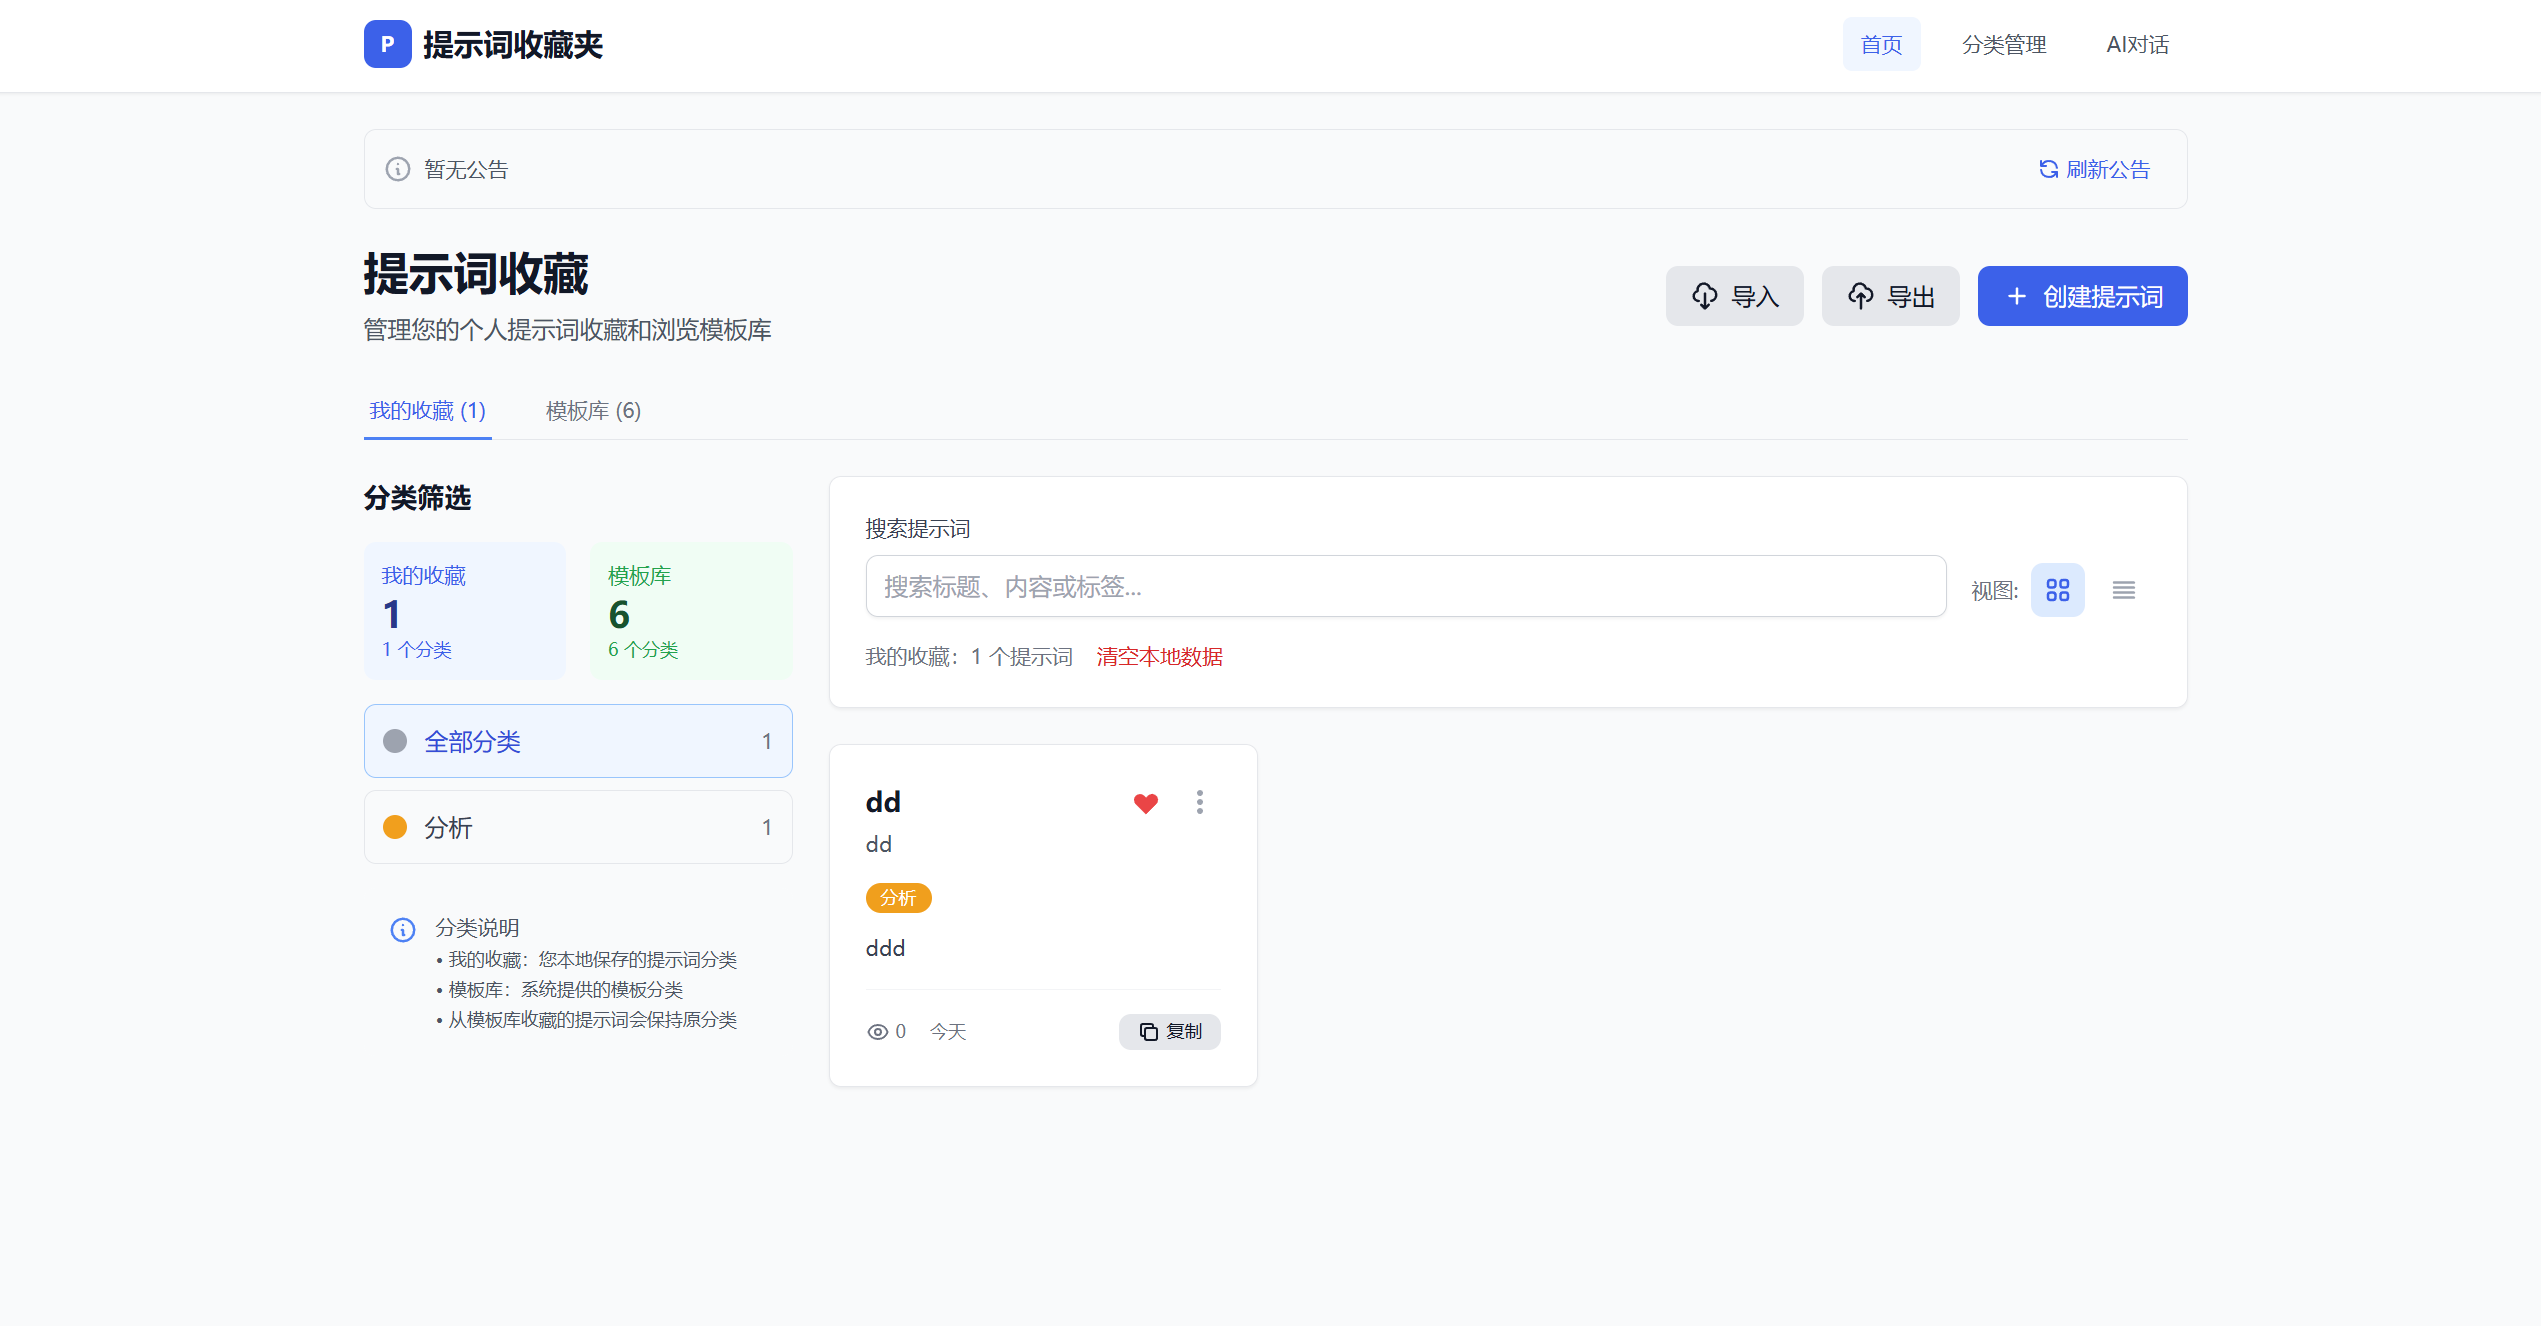 P 提示词收藏夹
首页 分类管理 AI对话
暂无公告 刷新公告
提示词收藏
管理您的个人提示词收藏和浏览模板库
导入 导出 + 创建提示词
我的收藏 (1) 模板库 (6)
分类筛选
我的收藏
1
1 个分类
模板库
6
6 个分类
全部分类 1
分析 1
分类说明
• 我的收藏：您本地保存的提示词分类
• 模板库：系统提供的模板分类
• 从模板库收藏的提示词会保持原分类
搜索提示词
搜索标题、内容或标签...
视图:
我的收藏：1 个提示词 清空本地数据
dd
dd
分析
ddd
0 今天 复制